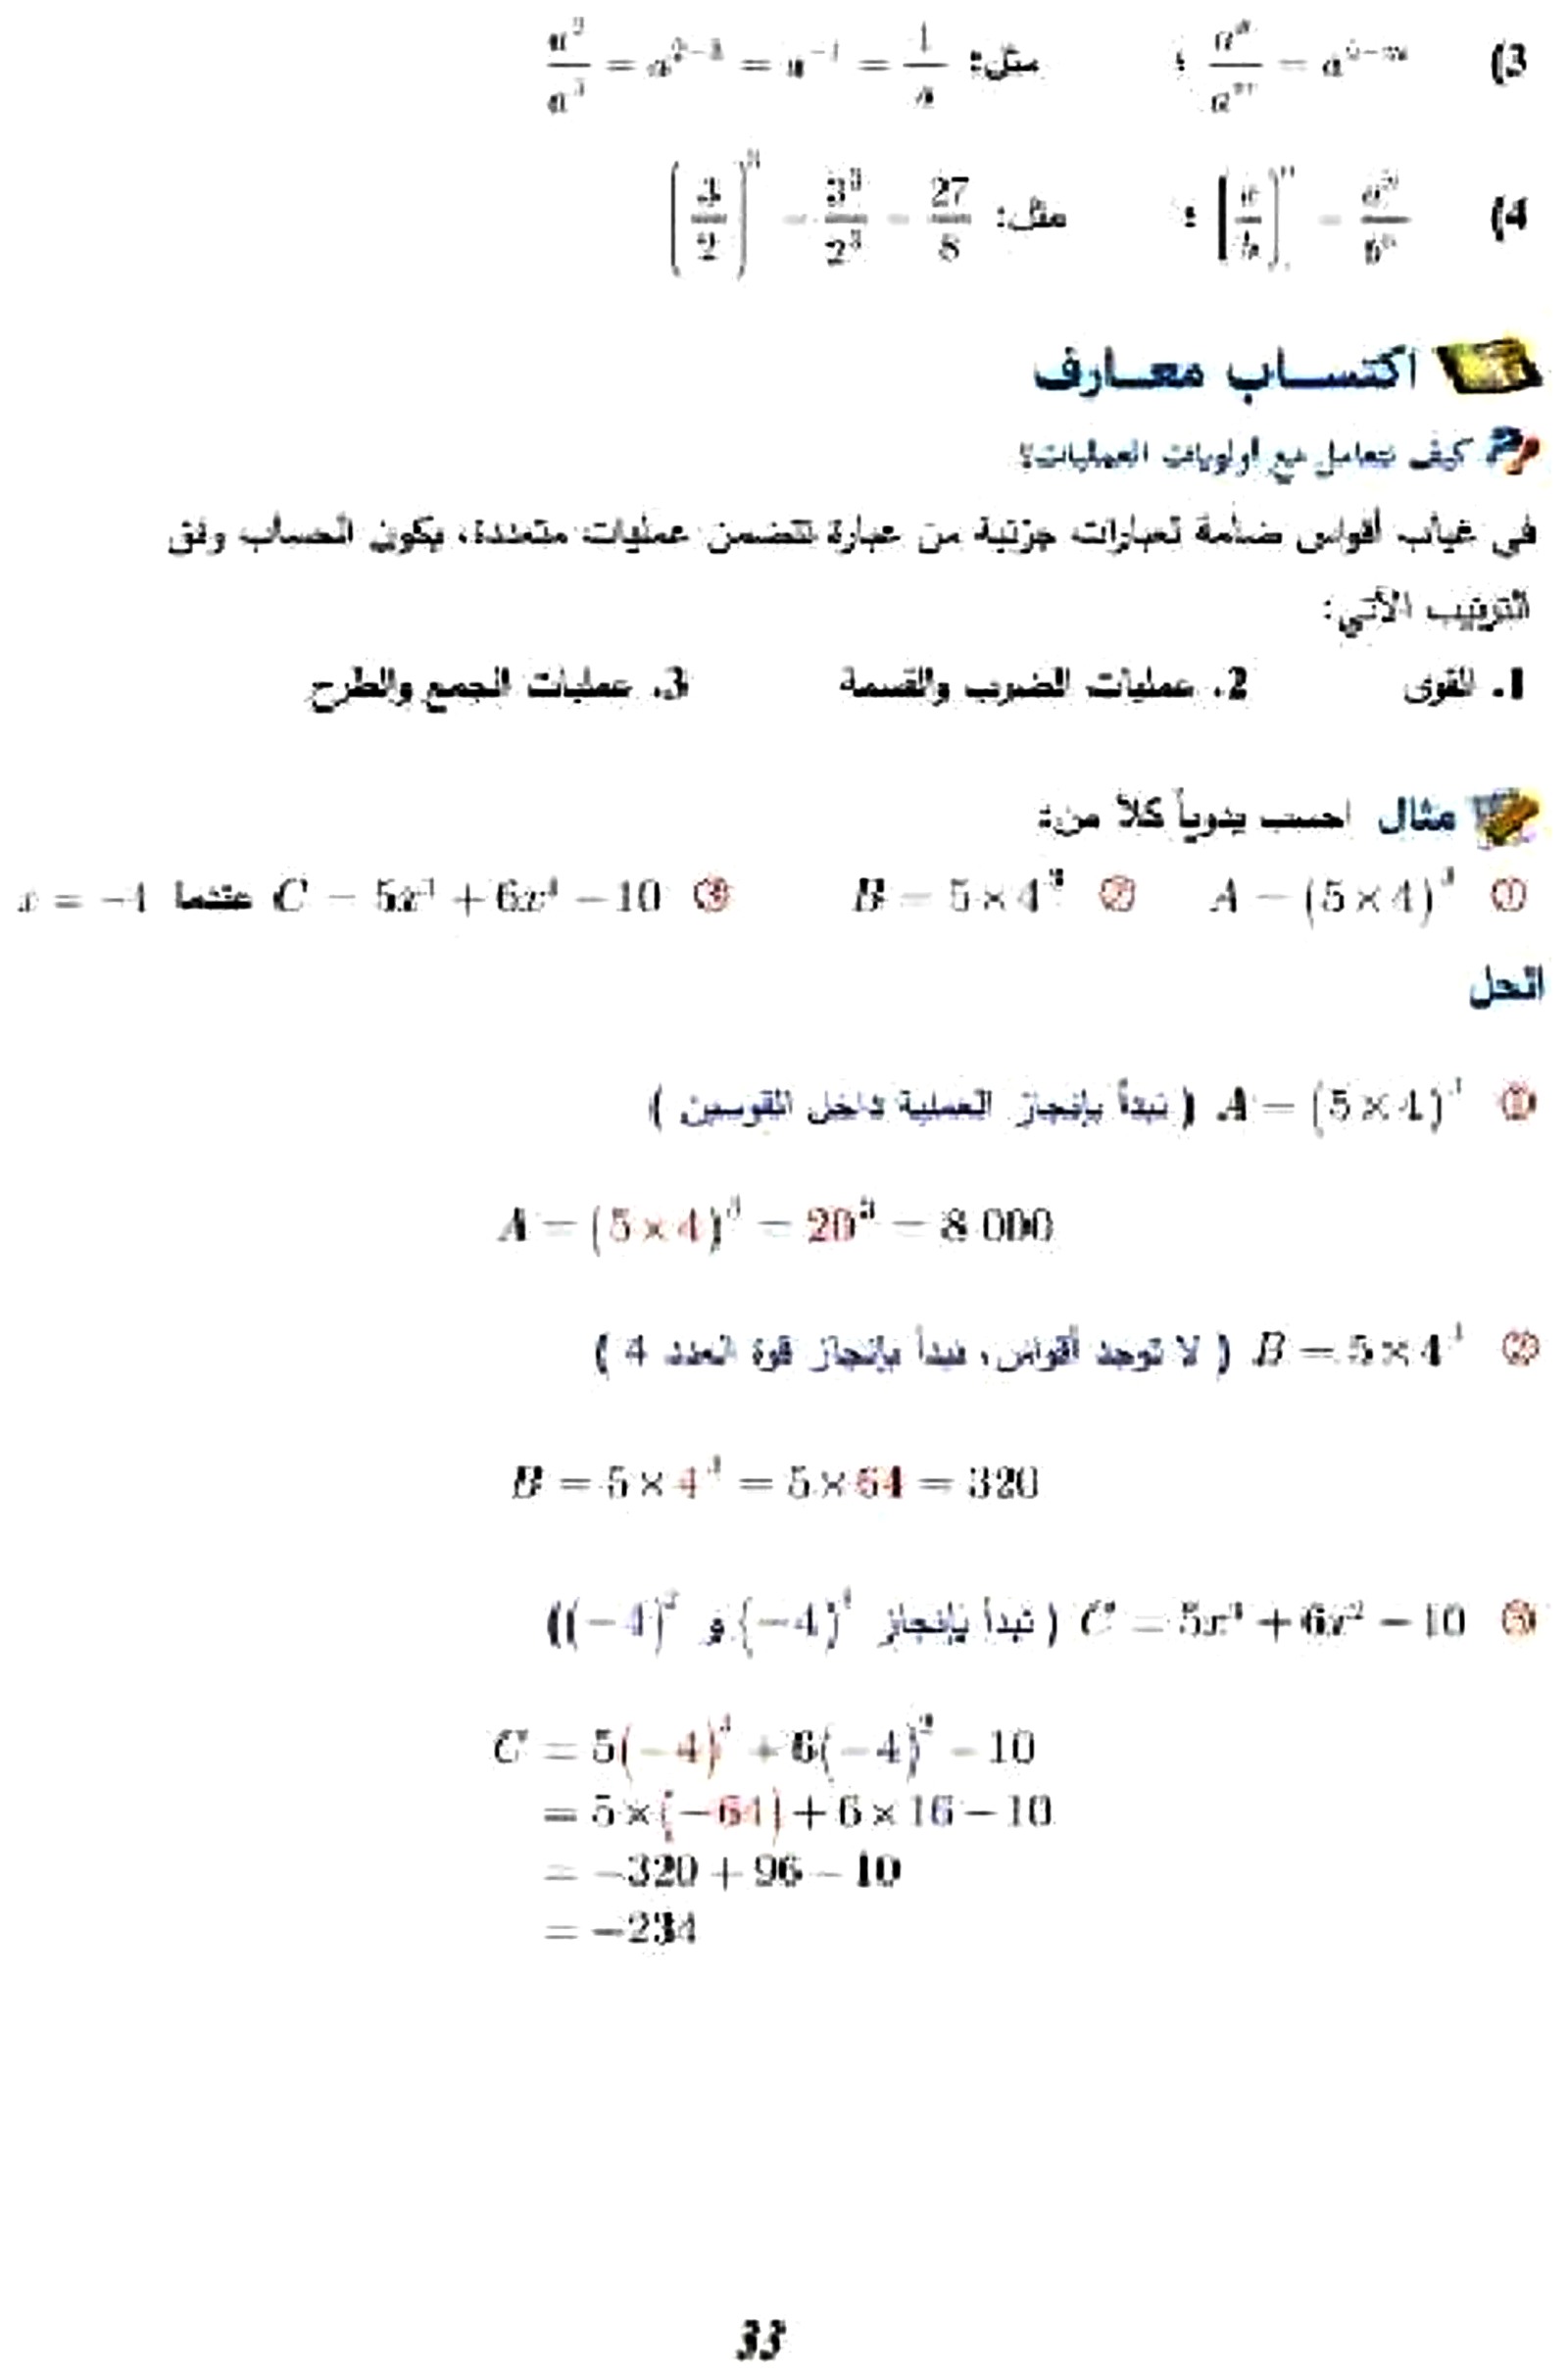 3) a^n/a^m = a^(n-m) ؛ مثل: a^2/a^3 = a^(2-3) = a^(-1) = 1/a
4) (a/b)^n = a^n/b^n ؛ مثل: (3/2)^3 = 3^3/2^3 = 27/8
اكتساب معارف
كيف نتعامل مع أولويات العمليات؟
في غياب أقواس ضامة لعبارات جزئية من عبارة تتضمن عمليات متعددة، يكون الحساب وفق
الترتيب الآتي:
1. القوى 2. عمليات الضرب والقسمة 3. عمليات الجمع والطرح
مثال احسب يدوياً كلاً من:
① A = (5×4)^3 ② B = 5×4^3 ③ C = 5x^3 + 6x^2 − 10 عندما x = −4
الحل
① A = (5×4)^3 ( نبدأ بإنجاز العملية داخل القوسين )
A = (5×4)^3 = 20^3 = 8 000
② B = 5×4^3 ( لا توجد أقواس، نبدأ بإنجاز قوة العدد 4 )
B = 5×4^3 = 5×64 = 320
③ C = 5x^3 + 6x^2 − 10 ( نبدأ بإنجاز (−4)^3 و (−4)^2)
C = 5(−4)^3 + 6(−4)^2 − 10
= 5×(−64) + 6×16 − 10
= −320 + 96 − 10
= −234
33